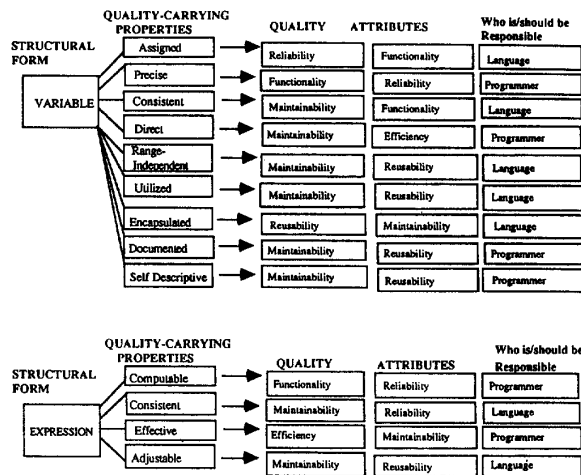 QUALITY-CARRYING
PROPERTIES
QUALITY ATTRIBUTES
Who is/should be
Responsible
STRUCTURAL
FORM
VARIABLE
Assigned Reliability Functionality Language
Precise Functionality Reliability Programmer
Consistent Maintainability Functionality Language
Direct Maintainability Efficiency Programmer
Range-
Independent Maintainability Reusability Language
Utilized Maintainability Reusability Language
Encapsulated Reusability Maintainability Language
Documented Maintainability Reusability Programmer
Self Descriptive Maintainability Reusability Programmer
QUALITY-CARRYING
PROPERTIES
QUALITY ATTRIBUTES
Who is/should be
Responsible
STRUCTURAL
FORM
EXPRESSION
Computable Functionality Reliability Programmer
Consistent Maintainability Reliability Language
Effective Efficiency Maintainability Programmer
Adjustable Maintainability Reusability Language